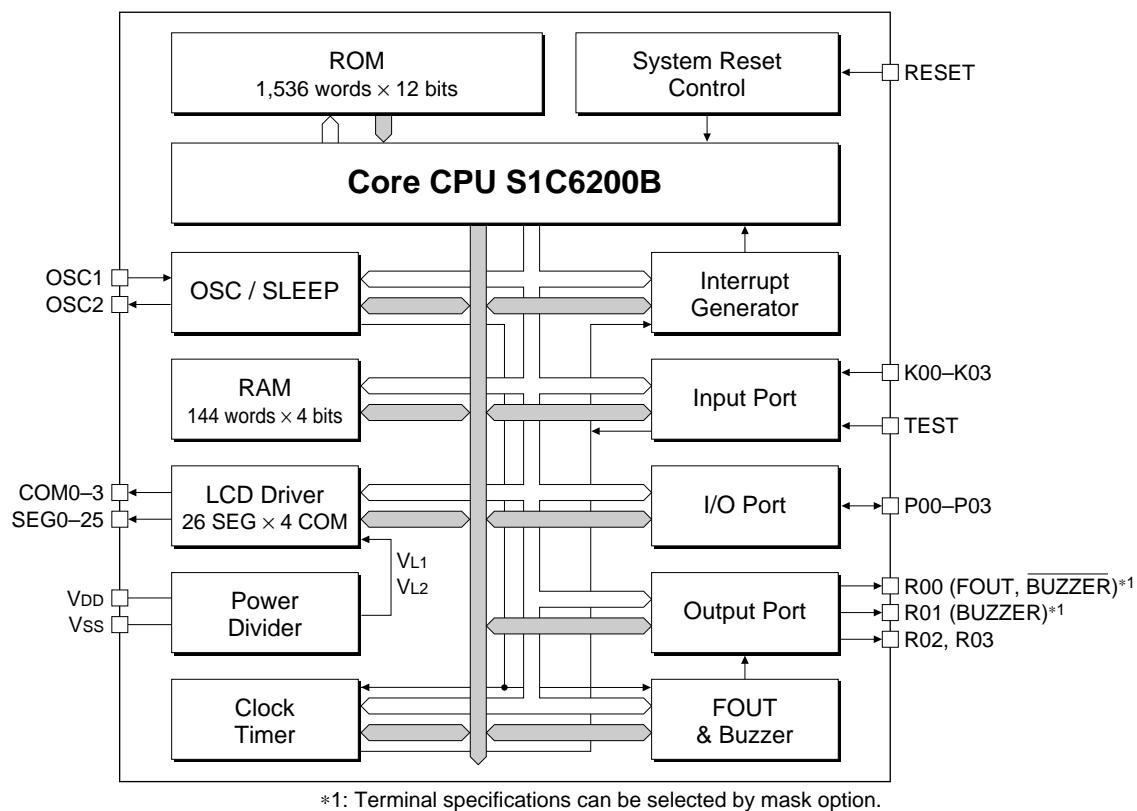 ROM
1,536 words × 12 bits
System Reset
Control
RESET
Core CPU S1C6200B
OSC1
OSC2
OSC / SLEEP
Interrupt
Generator
RAM
144 words × 4 bits
Input Port
K00–K03
TEST
COM0–3
SEG0–25
LCD Driver
26 SEG × 4 COM
I/O Port
P00–P03
VL1
VL2
VDD
VSS
Power
Divider
Output Port
R00 (FOUT, BUZZER)*1
R01 (BUZZER)*1
R02, R03
Clock
Timer
FOUT
& Buzzer
*1: Terminal specifications can be selected by mask option.